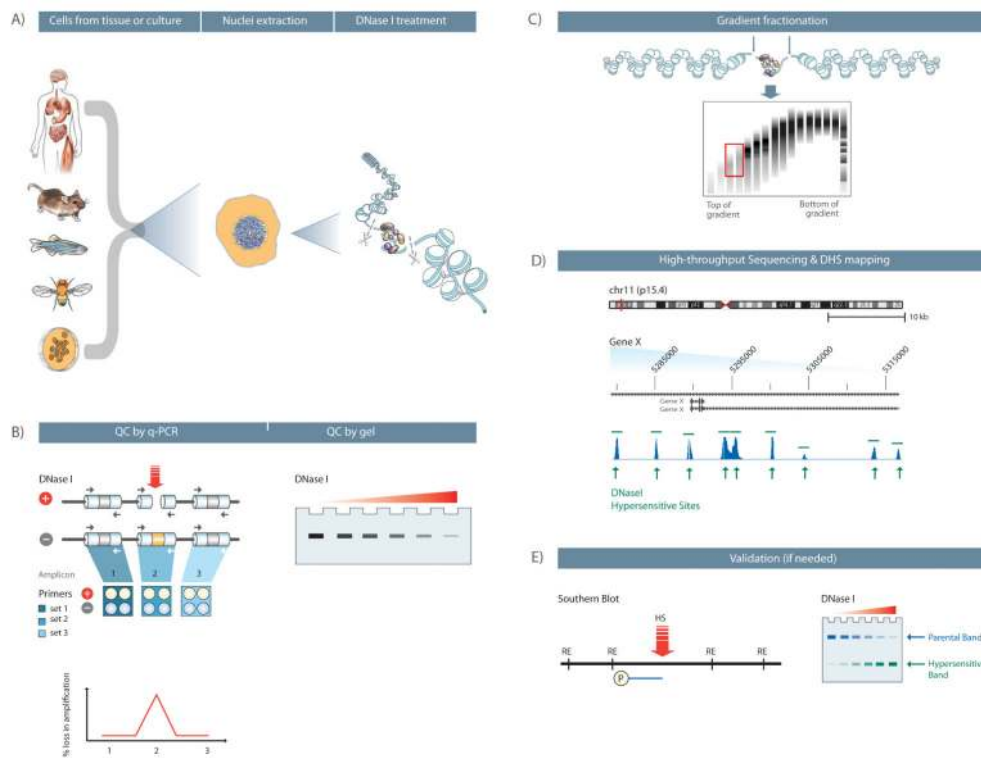 A)
Cells from tissue or culture
Nuclei extraction
DNase I treatment
B)
QC by q-PCR
QC by gel
DNase I
+
−
Amplicon
1
2
3
Primers
+
−
set 1
set 2
set 3
% loss in amplification
1
2
3
DNase I
C)
Gradient fractionation
Top of
gradient
Bottom of
gradient
D)
High-throughput Sequencing & DHS mapping
chr11 (p15.4)
10 kb
Gene X
5285000
5295000
5305000
5315000
Gene X
Gene X
DNaseI
Hypersensitive Sites
E)
Validation (if needed)
Southern Blot
HS
RE
RE
RE
RE
P
DNase I
Parental Band
Hypersensitive
Band